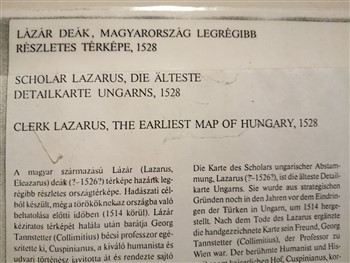 LÁZÁR DEÁK, MAGYARORSZÁG LEGRÉGIBB
RÉSZLETES TÉRKÉPE, 1528
SCHOLAR LAZARUS, DIE ÄLTESTE
DETAILKARTE UNGARNS, 1528
CLERK LAZARUS, THE EARLIEST MAP OF HUNGARY, 1528
A magyar származású Lázár (Lazarus,
Eleazarus) deák (?–1526?) térképe hazánk leg-
régibb részletes országtérképe. Hadászati cél-
ból készült, még a törökök hazánkba való
behatolása előtti időben (1514 körül). Lázár
kéziratos térképét halála után barátja Georg
Tannstetter (Collimitius) bécsi professzor egé-
szítette ki, Cuspinianus, a kiváló humanista és
udvari történész javította át és rendezte sajtó
Die Karte des Scholars ungarischer Abstam-
mung, Lazarus (?–1526?), ist die älteste Detail-
karte Ungarns. Sie wurde aus strategischen
Gründen noch in den Jahren vor dem Eindrin-
gen der Türken in Ungarn, um 1514 herge-
stellt. Nach dem Tode des Lazarus ergänzte
die handgezeichnete Karte sein Freund, Georg
Tannstetter (Collimitius), der Professor zu
Wien war. Der berühmte Humanist und His-